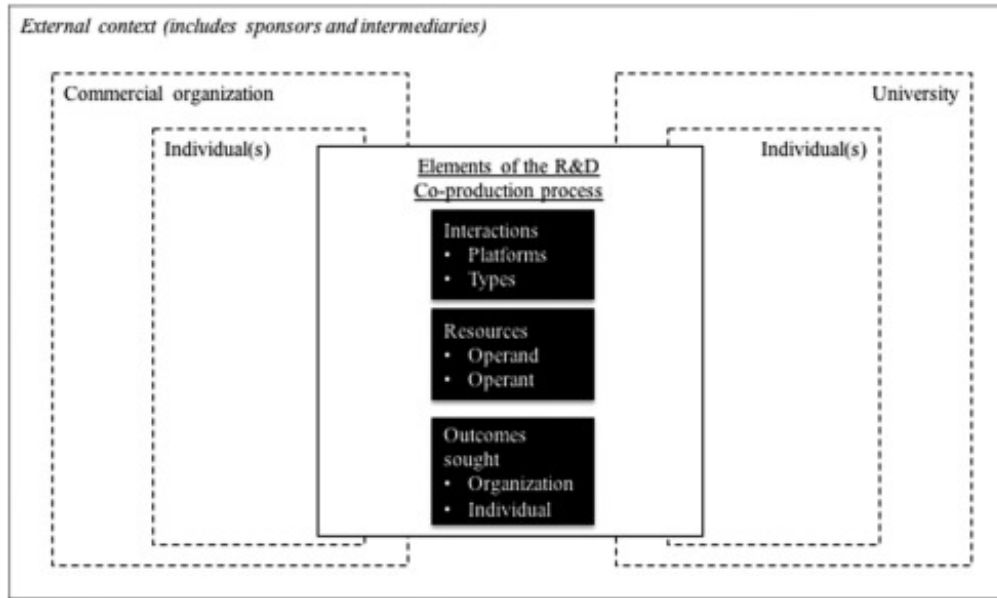 External context (includes sponsors and intermediaries)
Commercial organization
University
Individual(s)
Individual(s)
Elements of the R&D
Co-production process
Interactions
• Platforms
• Types
Resources
• Operand
• Operant
Outcomes
sought
• Organization
• Individual